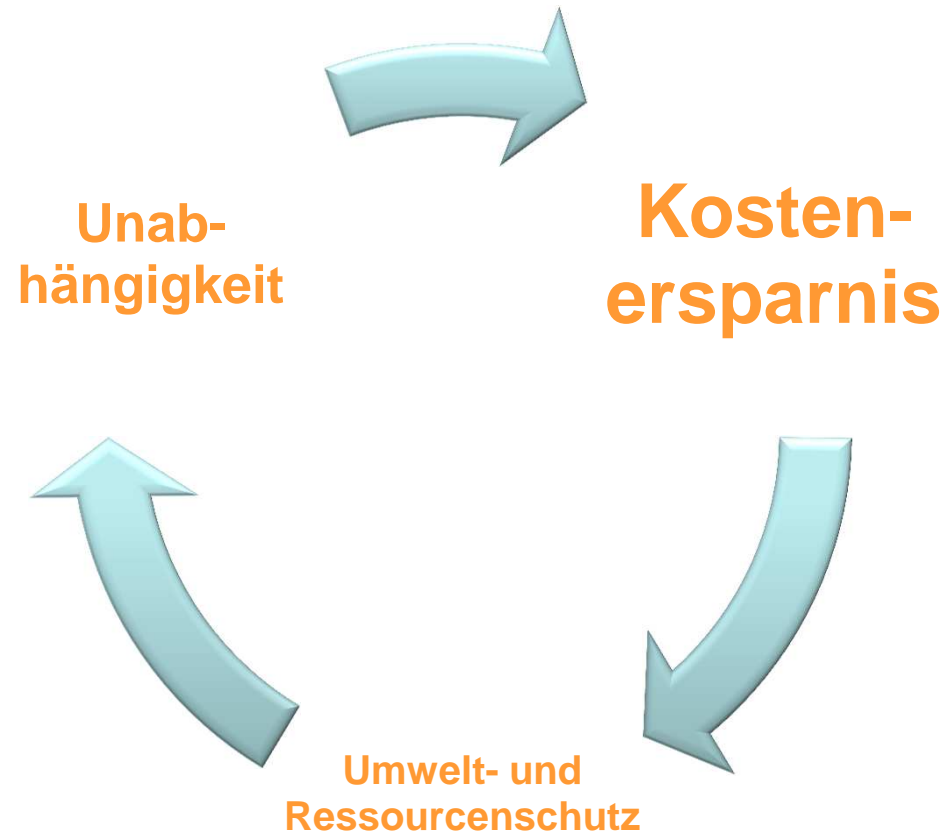 Unab-
hängigkeit
Kosten-
ersparnis
Umwelt- und
Ressourcenschutz